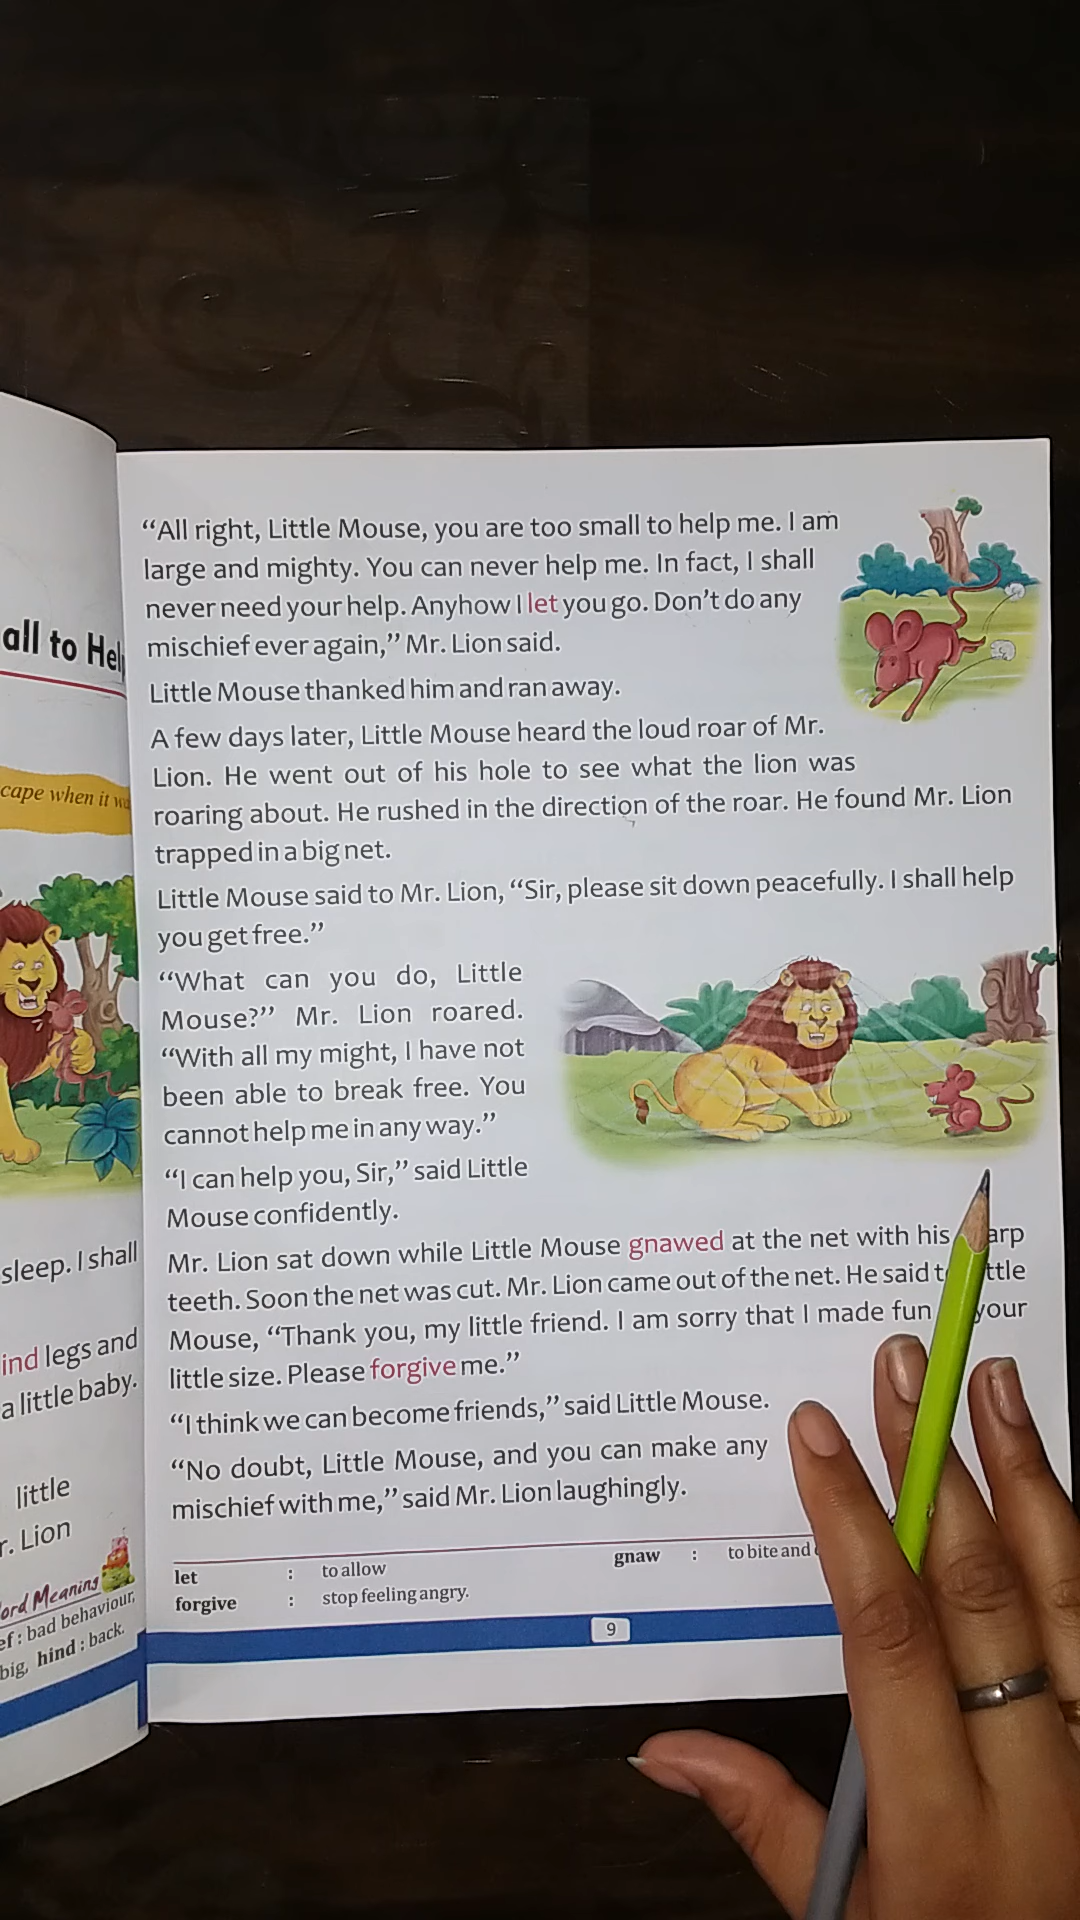 all to Hel
cape when it w
sleep. I shall
ind legs and
a little baby.
little
r. Lion
ord Meaning
ef : bad behaviour,
big, hind : back.
“All right, Little Mouse, you are too small to help me. I am
large and mighty. You can never help me. In fact, I shall
never need your help. Anyhow I let you go. Don’t do any
mischief ever again,” Mr. Lion said.
Little Mouse thanked him and ran away.
A few days later, Little Mouse heard the loud roar of Mr.
Lion. He went out of his hole to see what the lion was
roaring about. He rushed in the direction of the roar. He found Mr. Lion
trapped in a big net.
Little Mouse said to Mr. Lion, “Sir, please sit down peacefully. I shall help
you get free.”
“What can you do, Little
Mouse?” Mr. Lion roared.
“With all my might, I have not
been able to break free. You
cannot help me in any way.”
“I can help you, Sir,” said Little
Mouse confidently.
Mr. Lion sat down while Little Mouse gnawed at the net with his arp
teeth. Soon the net was cut. Mr. Lion came out of the net. He said t ttle
Mouse, “Thank you, my little friend. I am sorry that I made fun your
little size. Please forgive me.”
“I think we can become friends,” said Little Mouse.
“No doubt, Little Mouse, and you can make any
mischief with me,” said Mr. Lion laughingly.
let : to allow gnaw : to bite and
forgive : stop feeling angry.
9